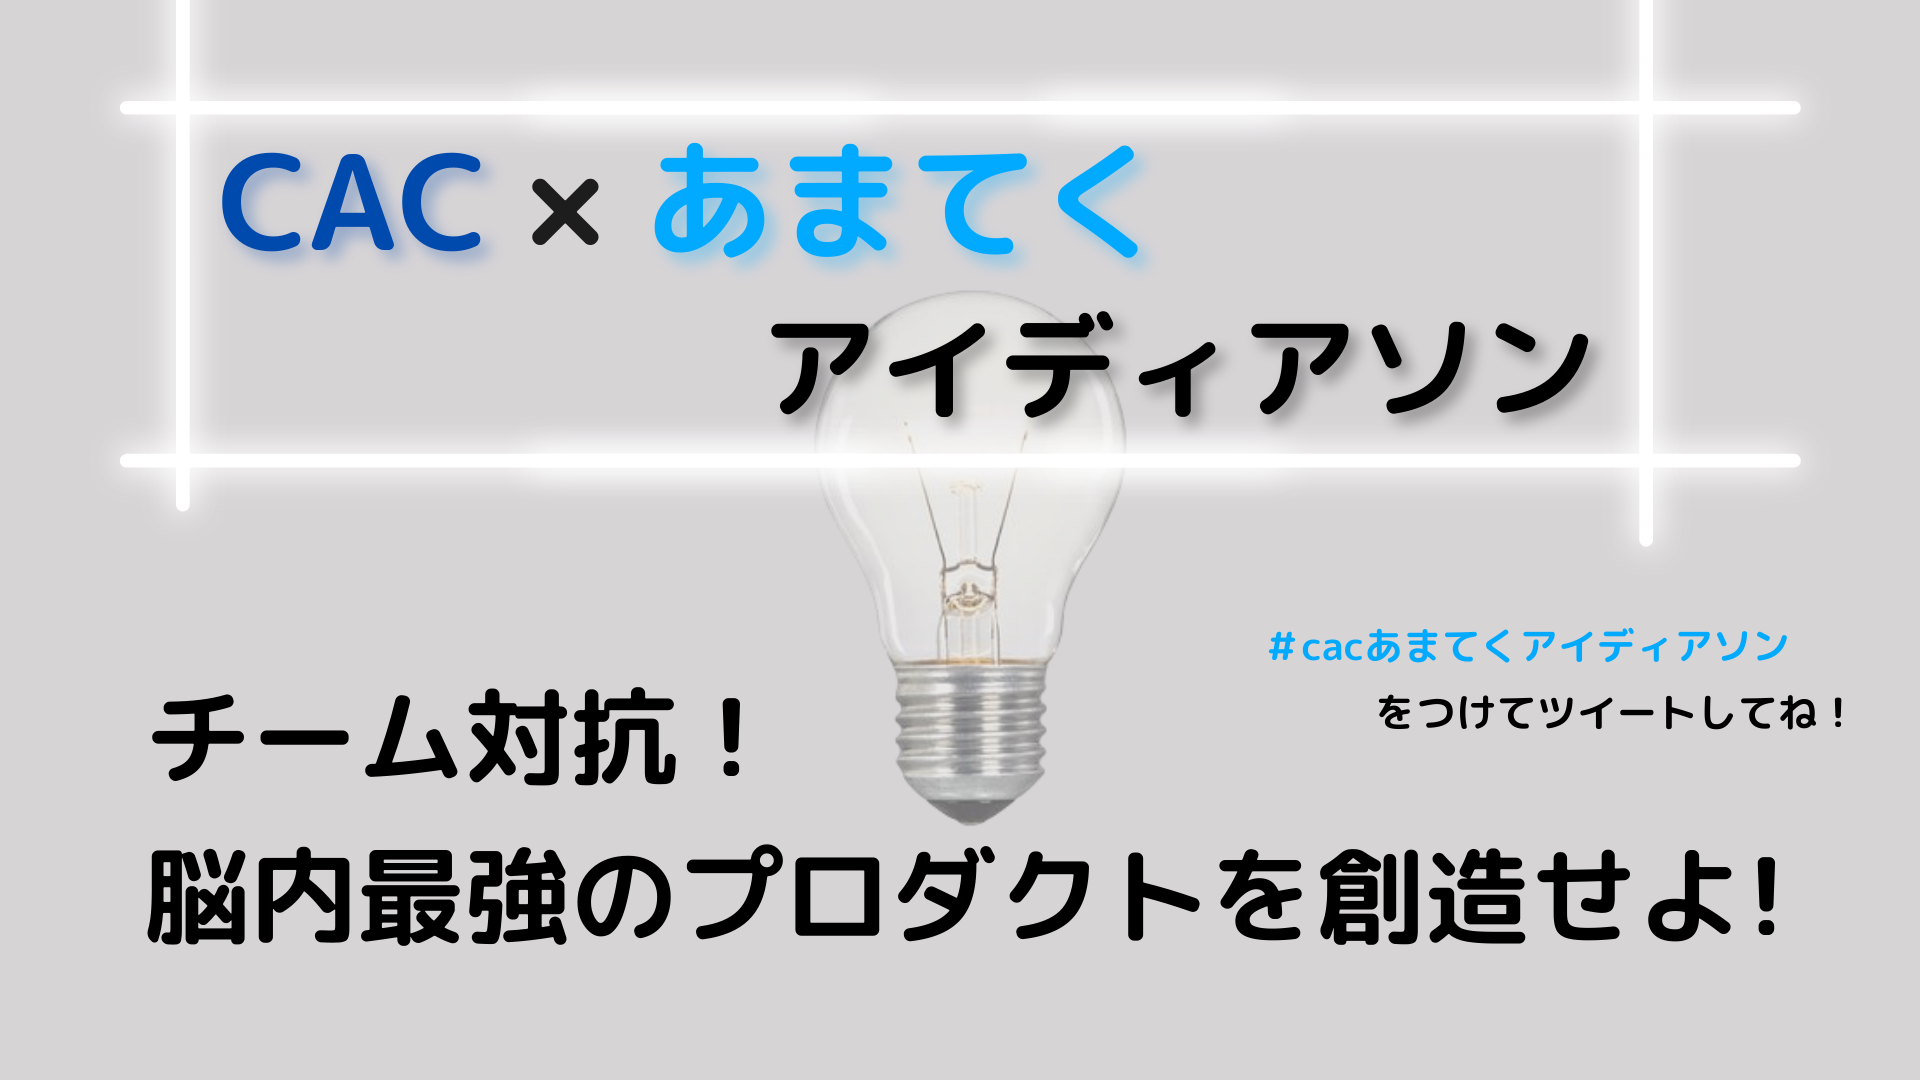 CAC × あまてく
アイディアソン
#cacあまてくアイディアソン
をつけてツイートしてね！
チーム対抗！
脳内最強のプロダクトを創造せよ!